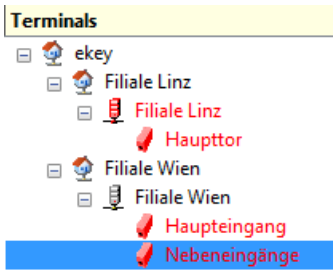 Terminals
ekey
Filiale Linz
Filiale Linz
Haupttor
Filiale Wien
Filiale Wien
Haupteingang
Nebeneingänge